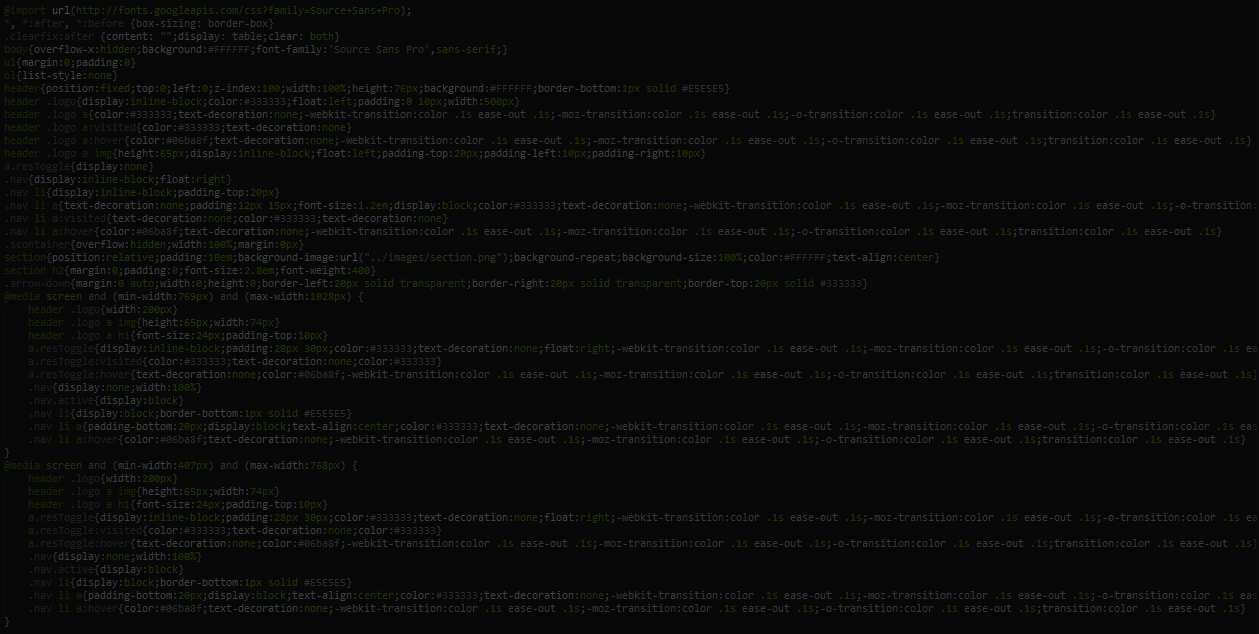 @import url(http://fonts.googleapis.com/css?family=Source+Sans+Pro);
*, *:after, *:before {box-sizing: border-box}
.clearfix:after {content: "";display: table;clear: both}
body{overflow-x:hidden;background:#FFFFFF;font-family:'Source Sans Pro',sans-serif;}
ul{margin:0;padding:0}
ol{list-style:none}
header{position:fixed;top:0;left:0;z-index:100;width:100%;height:76px;background:#FFFFFF;border-bottom:1px solid #E5E5E5}
header .logo{display:inline-block;color:#333333;float:left;padding:0 10px;width:500px}
header .logo a{color:#333333;text-decoration:none;-webkit-transition:color .1s ease-out .1s;-moz-transition:color .1s ease-out .1s;-o-transition:color .1s ease-out .1s;transition:color .1s ease-out .1s}
header .logo a:visited{color:#333333;text-decoration:none}
header .logo a:hover{color:#06ba8f;text-decoration:none;-webkit-transition:color .1s ease-out .1s;-moz-transition:color .1s ease-out .1s;-o-transition:color .1s ease-out .1s;transition:color .1s ease-out .1s}
header .logo a img{height:65px;display:inline-block;float:left;padding-top:20px;padding-left:10px;padding-right:10px}
a.resToggle{display:none}
.nav{display:inline-block;float:right}
.nav li{display:inline-block;padding-top:20px}
.nav li a{text-decoration:none;padding:12px 15px;font-size:1.2em;display:block;color:#333333;text-decoration:none;-webkit-transition:color .1s ease-out .1s;-moz-transition:color .1s ease-out .1s;-o-transition:
.nav li a:visited{text-decoration:none;color:#333333;text-decoration:none}
.nav li a:hover{color:#06ba8f;text-decoration:none;-webkit-transition:color .1s ease-out .1s;-moz-transition:color .1s ease-out .1s;-o-transition:color .1s ease-out .1s;transition:color .1s ease-out .1s}
.scontainer{overflow:hidden;width:100%;margin:0px}
section{position:relative;padding:10em;background-image:url("../images/section.png");background-repeat;background-size:100%;color:#FFFFFF;text-align:center}
section h2{margin:0;padding:0;font-size:2.8em;font-weight:400}
.arrow-down{margin:0 auto;width:0;height:0;border-left:20px solid transparent;border-right:20px solid transparent;border-top:20px solid #333333}
@media screen and (min-width:769px) and (max-width:1028px) {
header .logo{width:200px}
header .logo a img{height:65px;width:74px}
header .logo a h1{font-size:24px;padding-top:10px}
a.resToggle{display:inline-block;padding:28px 30px;color:#333333;text-decoration:none;float:right;-webkit-transition:color .1s ease-out .1s;-moz-transition:color .1s ease-out .1s;-o-transition:color .1s ea
a.resToggle:visited{color:#333333;text-decoration:none;color:#333333}
a.resToggle:hover{text-decoration:none;color:#06ba8f;-webkit-transition:color .1s ease-out .1s;-moz-transition:color .1s ease-out .1s;-o-transition:color .1s ease-out .1s;transition:color .1s ease-out .1s}
.nav{display:none;width:100%}
.nav.active{display:block}
.nav li{display:block;border-bottom:1px solid #E5E5E5}
.nav li a{padding-bottom:20px;display:block;text-align:center;color:#333333;text-decoration:none;-webkit-transition:color .1s ease-out .1s;-moz-transition:color .1s ease-out .1s;-o-transition:color .1s eas
.nav li a:hover{color:#06ba8f;text-decoration:none;-webkit-transition:color .1s ease-out .1s;-moz-transition:color .1s ease-out .1s;-o-transition:color .1s ease-out .1s;transition:color .1s ease-out .1s}
}
@media screen and (min-width:407px) and (max-width:768px) {
header .logo{width:200px}
header .logo a img{height:65px;width:74px}
header .logo a h1{font-size:24px;padding-top:10px}
a.resToggle{display:inline-block;padding:28px 30px;color:#333333;text-decoration:none;float:right;-webkit-transition:color .1s ease-out .1s;-moz-transition:color .1s ease-out .1s;-o-transition:color .1s ea
a.resToggle:visited{color:#333333;text-decoration:none;color:#333333}
a.resToggle:hover{text-decoration:none;color:#06ba8f;-webkit-transition:color .1s ease-out .1s;-moz-transition:color .1s ease-out .1s;-o-transition:color .1s ease-out .1s;transition:color .1s ease-out .1s}
.nav{display:none;width:100%}
.nav.active{display:block}
.nav li{display:block;border-bottom:1px solid #E5E5E5}
.nav li a{padding-bottom:20px;display:block;text-align:center;color:#333333;text-decoration:none;-webkit-transition:color .1s ease-out .1s;-moz-transition:color .1s ease-out .1s;-o-transition:color .1s eas
.nav li a:hover{color:#06ba8f;text-decoration:none;-webkit-transition:color .1s ease-out .1s;-moz-transition:color .1s ease-out .1s;-o-transition:color .1s ease-out .1s;transition:color .1s ease-out .1s}
}